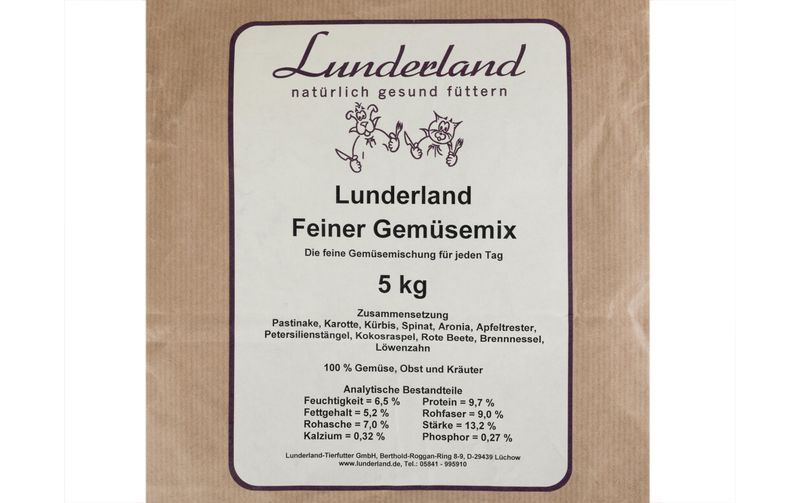 Lunderland
natürlich gesund füttern
Lunderland
Feiner Gemüsemix
Die feine Gemüsemischung für jeden Tag
5 kg
Zusammensetzung
Pastinake, Karotte, Kürbis, Spinat, Aronia, Apfeltrester,
Petersilienstängel, Kokosraspel, Rote Beete, Brennnessel,
Löwenzahn
100 % Gemüse, Obst und Kräuter
Analytische Bestandteile
Feuchtigkeit = 6,5 % Protein = 9,7 %
Fettgehalt = 5,2 % Rohfaser = 9,0 %
Rohasche = 7,0 % Stärke = 13,2 %
Kalzium = 0,32 % Phosphor = 0,27 %
Lunderland-Tierfutter GmbH, Berthold-Roggan-Ring 8-9, D-29439 Lüchow
www.lunderland.de, Tel.: 05841 - 995910